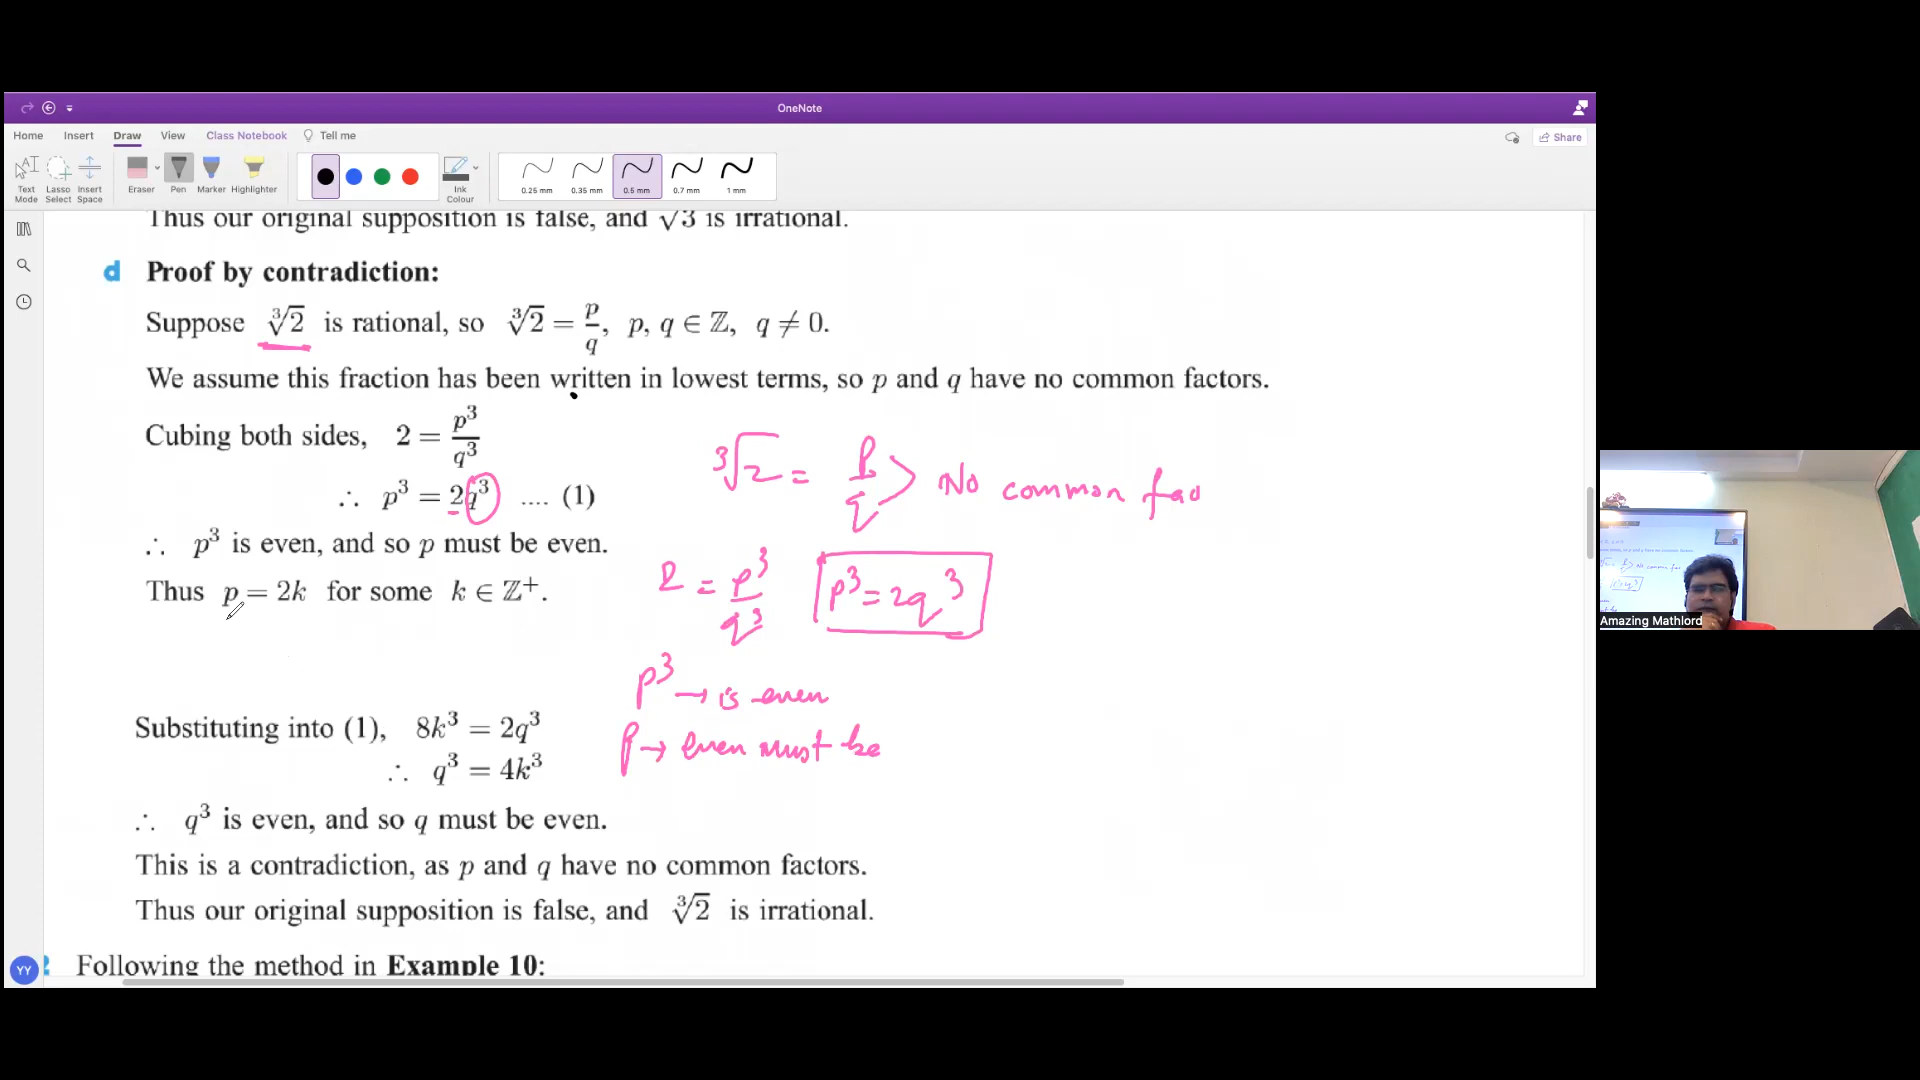 OneNote
Home Insert Draw View Class Notebook Tell me
Share
Text Mode
Lasso Select
Insert Space
Eraser
Pen
Marker
Highlighter
Ink Colour
0.25 mm
0.35 mm
0.5 mm
0.7 mm
1 mm
Thus our original supposition is false, and √3 is irrational.
d Proof by contradiction:
Suppose ∛2 is rational, so ∛2 = p/q, p, q ∈ ℤ, q ≠ 0.
We assume this fraction has been written in lowest terms, so p and q have no common factors.
Cubing both sides, 2 = p³/q³
∴ p³ = 2q³ .... (1)
∴ p³ is even, and so p must be even.
Thus p = 2k for some k ∈ ℤ⁺.
∛2 = p/q > No common fac
2 = p³/q³ p³ = 2q³
p³ → is even
p → even must be
Substituting into (1), 8k³ = 2q³
∴ q³ = 4k³
∴ q³ is even, and so q must be even.
This is a contradiction, as p and q have no common factors.
Thus our original supposition is false, and ∛2 is irrational.
YY
Following the method in Example 10:
Amazing Mathlord